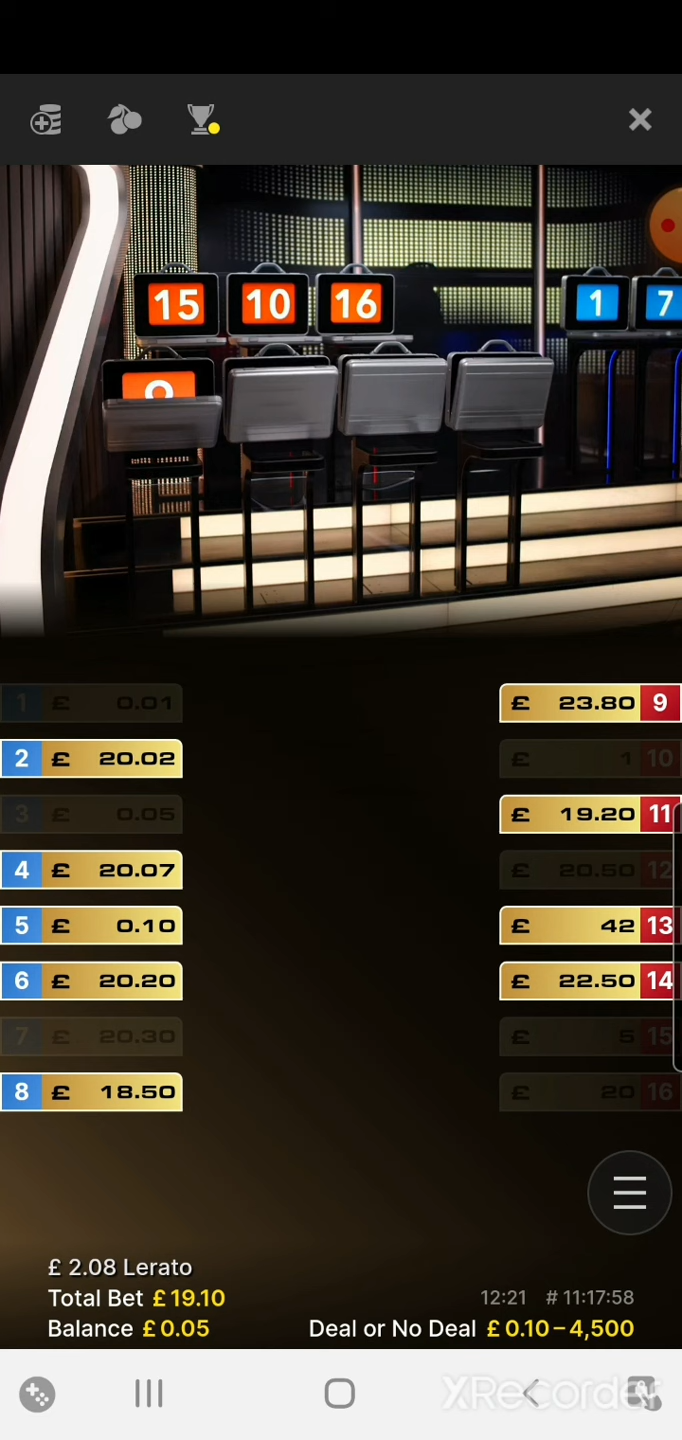 15 10 16 1 7
1 £ 0.01 £ 23.80 9
2 £ 20.02 £ 1 10
3 £ 0.05 £ 19.20 11
4 £ 20.07 £ 20.50 12
5 £ 0.10 £ 42 13
6 £ 20.20 £ 22.50 14
7 £ 20.30 £ 5 15
8 £ 18.50 £ 20 16
£ 2.08 Lerato
Total Bet £19.10 12:21 # 11:17:58
Balance £0.05 Deal or No Deal £0.10–4,500
XRecorder